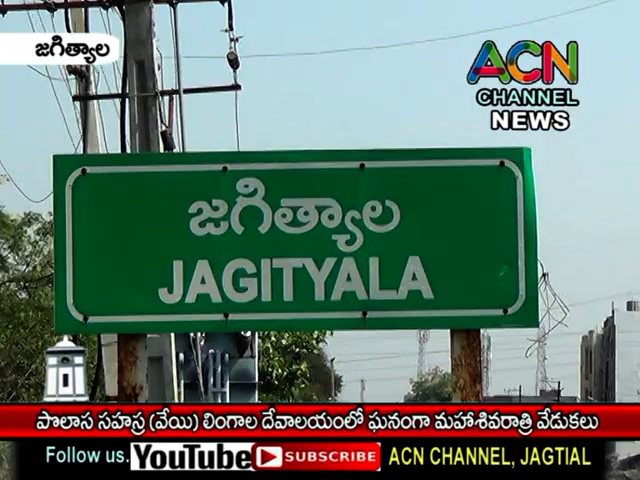 జగిత్యాల
ACN
CHANNEL
NEWS
జగిత్యాల
JAGITYALA
పొలాస సహస్ర (వేయి) లింగాల దేవాలయంలో ఘనంగా మహాశివరాత్రి వేడుకలు
Follow us. YouTube SUBSCRIBE ACN CHANNEL, JAGTIAL